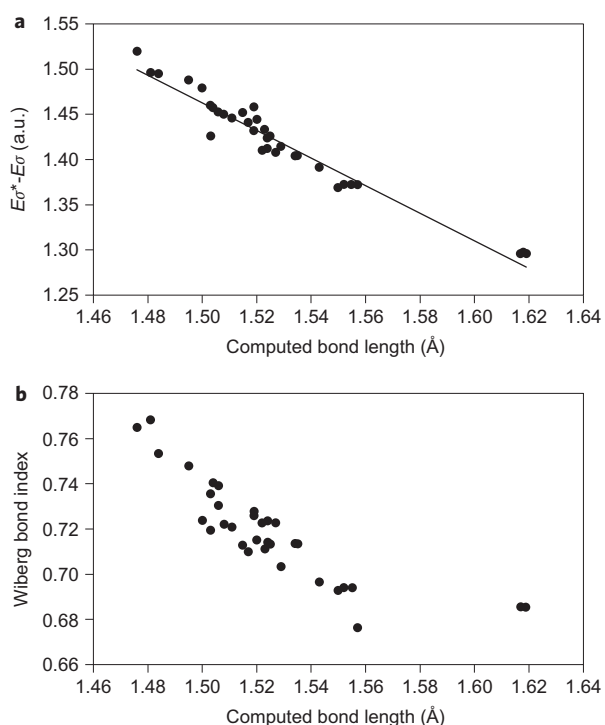 a
1.55
1.50
1.45
1.40
1.35
1.30
1.25
Eσ*-Eσ (a.u.)
1.46 1.48 1.50 1.52 1.54 1.56 1.58 1.60 1.62 1.64
Computed bond length (Å)
b
0.78
0.76
0.74
0.72
0.70
0.68
0.66
Wiberg bond index
1.46 1.48 1.50 1.52 1.54 1.56 1.58 1.60 1.62 1.64
Computed bond length (Å)